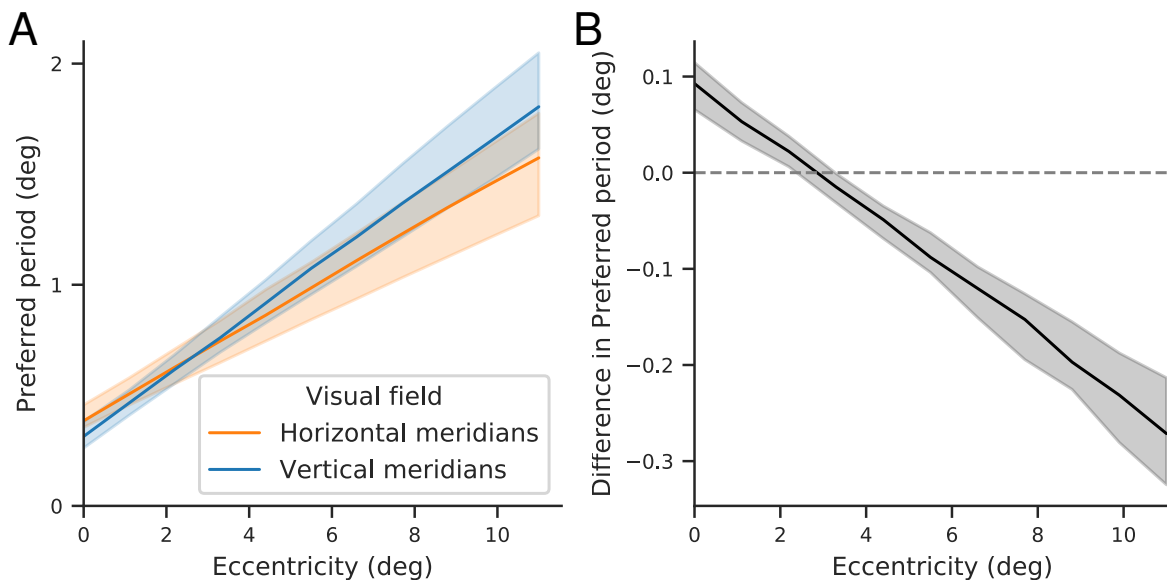 A
Preferred period (deg)
2
1
0
Visual field
Horizontal meridians
Vertical meridians
0 2 4 6 8 10
Eccentricity (deg)
B
Difference in Preferred period (deg)
0.1
0.0
−0.1
−0.2
−0.3
0 2 4 6 8 10
Eccentricity (deg)